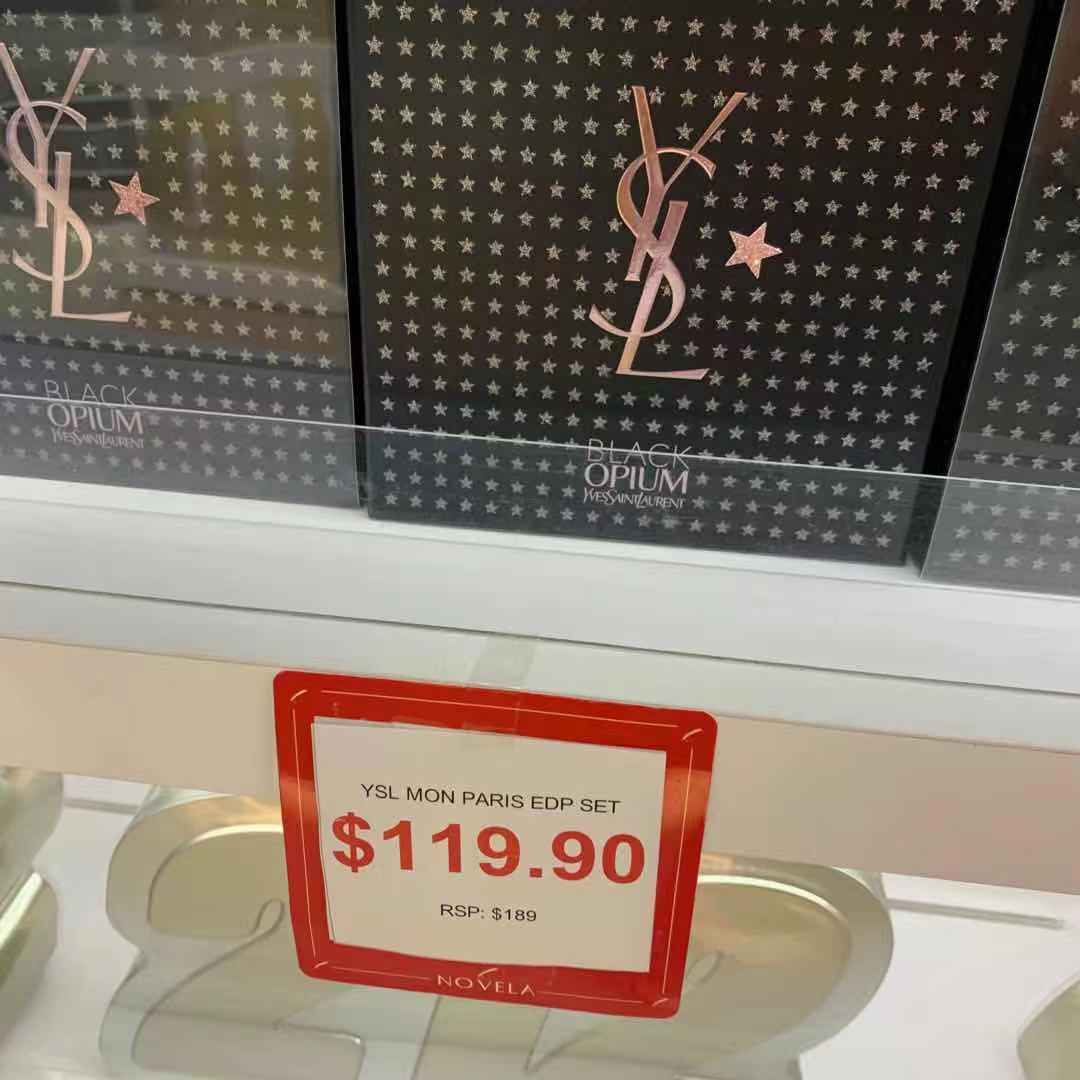 YSL
BLACK
OPIUM
YVESSAINTLAURENT
YSL
BLACK
OPIUM
YVESSAINTLAURENT
YSL MON PARIS EDP SET
$119.90
RSP: $189
NOVELA